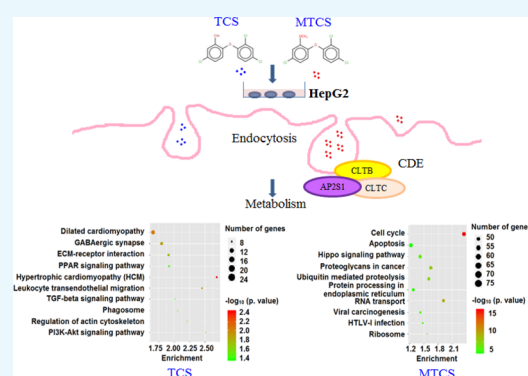 TCS
MTCS
HepG2
Endocytosis
CLTB
CDE
AP2S1
CLTC
Metabolism
Dilated cardiomyopathy
GABAergic synapse
ECM-receptor interaction
PPAR signaling pathway
Hypertrophic cardiomyopathy (HCM)
Leukocyte transendothelial migration
TGF-beta signaling pathway
Phagosome
Regulation of actin cytoskeleton
PI3K-Akt signaling pathway
1.75 2.00 2.25 2.50
Enrichment
TCS
Number of genes
8
12
16
20
24
-log₁₀ (p. value)
2.4
2.2
2.0
1.8
1.6
1.4
Cell cycle
Apoptosis
Hippo signaling pathway
Proteoglycans in cancer
Ubiquitin mediated proteolysis
Protein processing in
endoplasmic reticulum
RNA transport
Viral carcinogenesis
HTLV-I infection
Ribosome
1.2 1.5 1.8 2.1
Enrichment
MTCS
Number of genes
50
55
60
65
70
75
-log₁₀ (p. value)
15
10
5